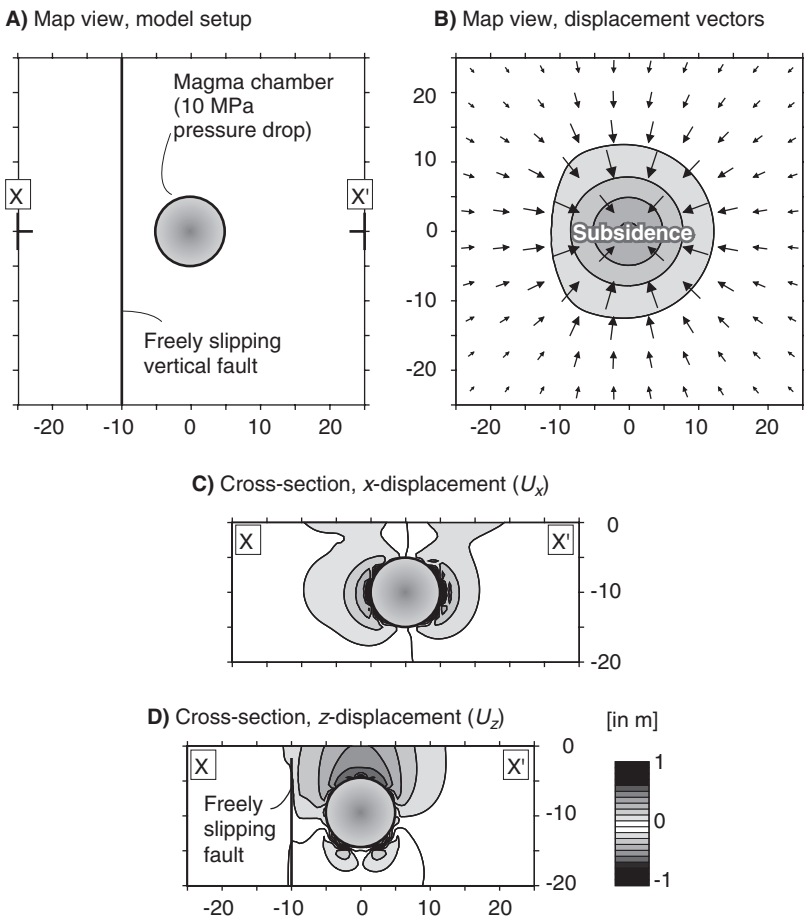 A) Map view, model setup
B) Map view, displacement vectors
Magma chamber
(10 MPa
pressure drop)
X
X'
Freely slipping
vertical fault
-20 -10 0 10 20
20
10
0
-10
-20
Subsidence
-20 -10 0 10 20
C) Cross-section, x-displacement (Ux)
X
X'
0
-10
-20
D) Cross-section, z-displacement (Uz)
X
X'
Freely
slipping
fault
0
-10
-20
-20 -10 0 10 20
[in m]
1
0
-1